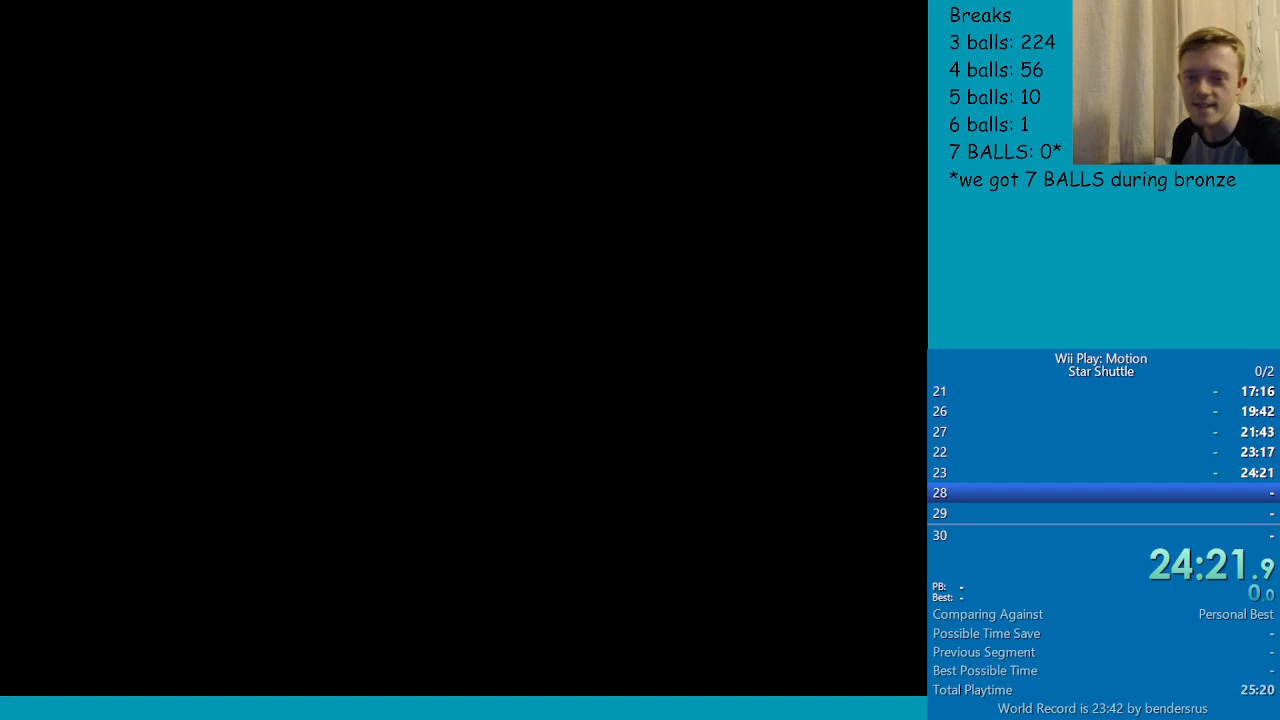 Breaks
3 balls: 224
4 balls: 56
5 balls: 10
6 balls: 1
7 BALLS: 0*
*we got 7 BALLS during bronze
Wii Play: Motion
Star Shuttle 0/2
21 - 17:16
26 - 19:42
27 - 21:43
22 - 23:17
23 - 24:21
28 -
29 -
30 -
24:21.9
PB: - 0.0
Best: -
Comparing Against Personal Best
Possible Time Save -
Previous Segment -
Best Possible Time -
Total Playtime 25:20
World Record is 23:42 by bendersrus